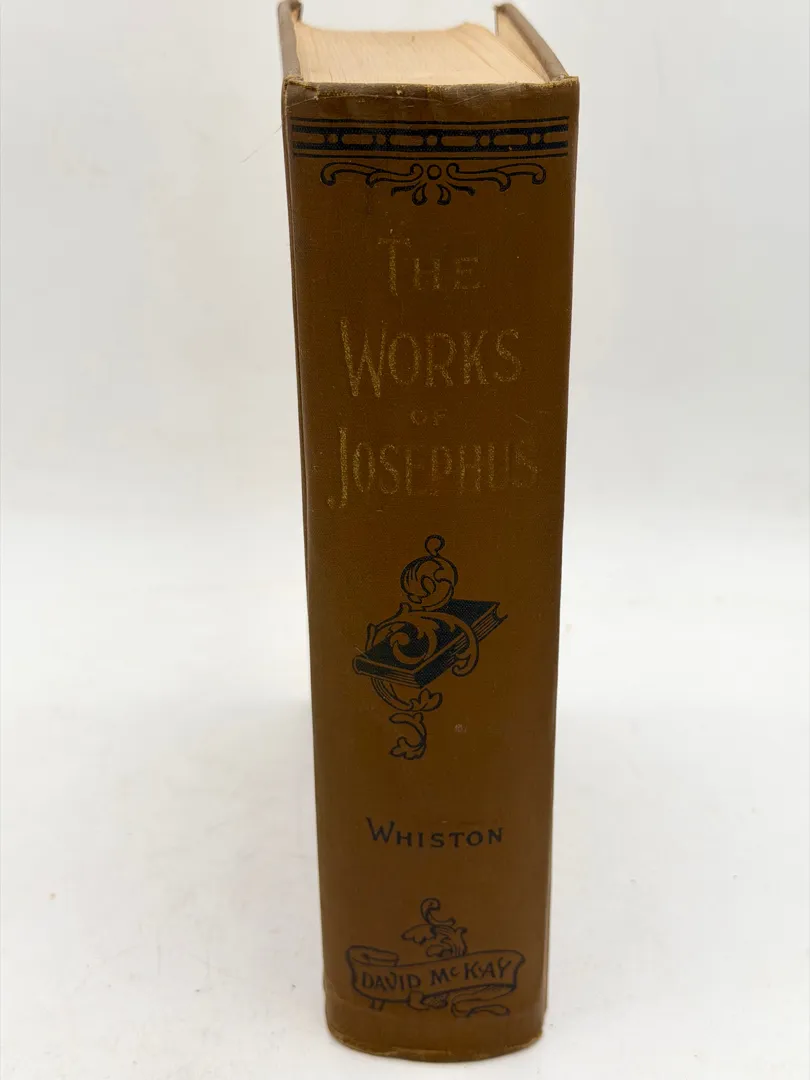 THE
WORKS
OF
JOSEPHUS
WHISTON
DAVID McKAY